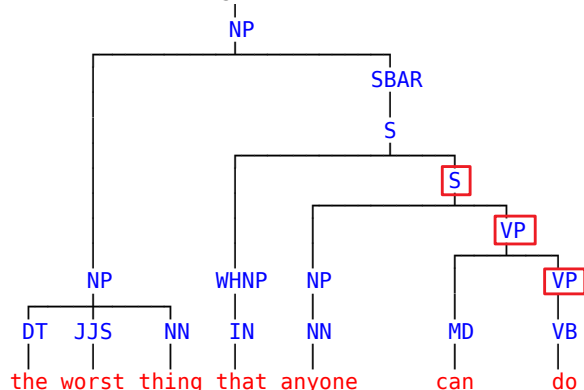 NP
SBAR
S
S
VP
NP WHNP NP VP
DT JJS NN IN NN MD VB
the worst thing that anyone can do